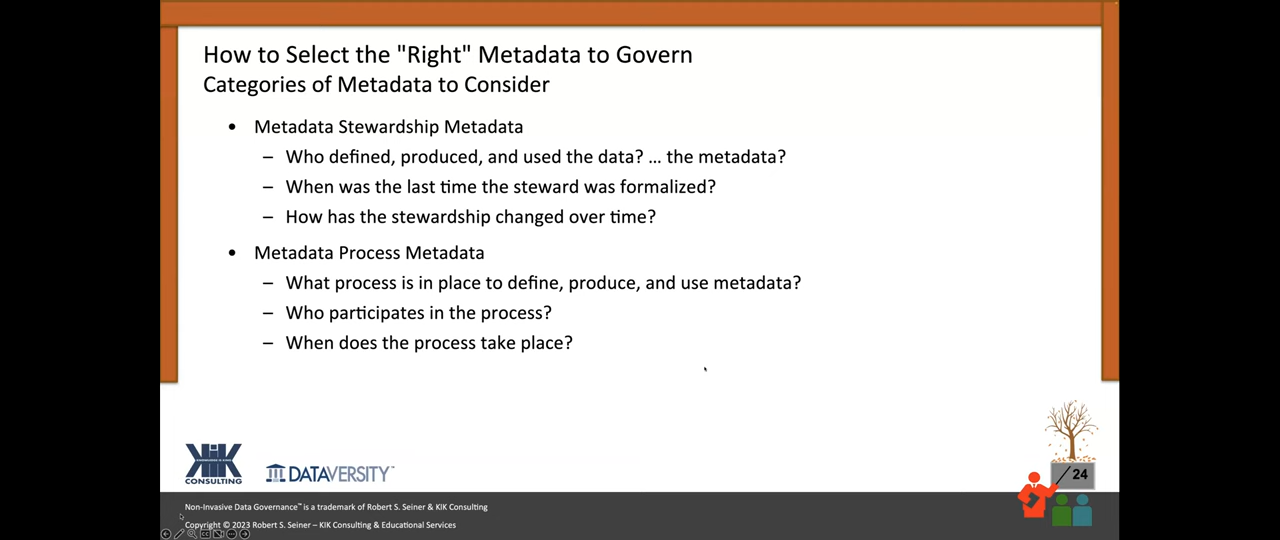 How to Select the "Right" Metadata to Govern
Categories of Metadata to Consider
• Metadata Stewardship Metadata
– Who defined, produced, and used the data? ... the metadata?
– When was the last time the steward was formalized?
– How has the stewardship changed over time?
• Metadata Process Metadata
– What process is in place to define, produce, and use metadata?
– Who participates in the process?
– When does the process take place?
KIK
CONSULTING
DATAVERSITY™
24
Non-Invasive Data Governance™ is a trademark of Robert S. Seiner & KIK Consulting
Copyright © 2023 Robert S. Seiner – KIK Consulting & Educational Services